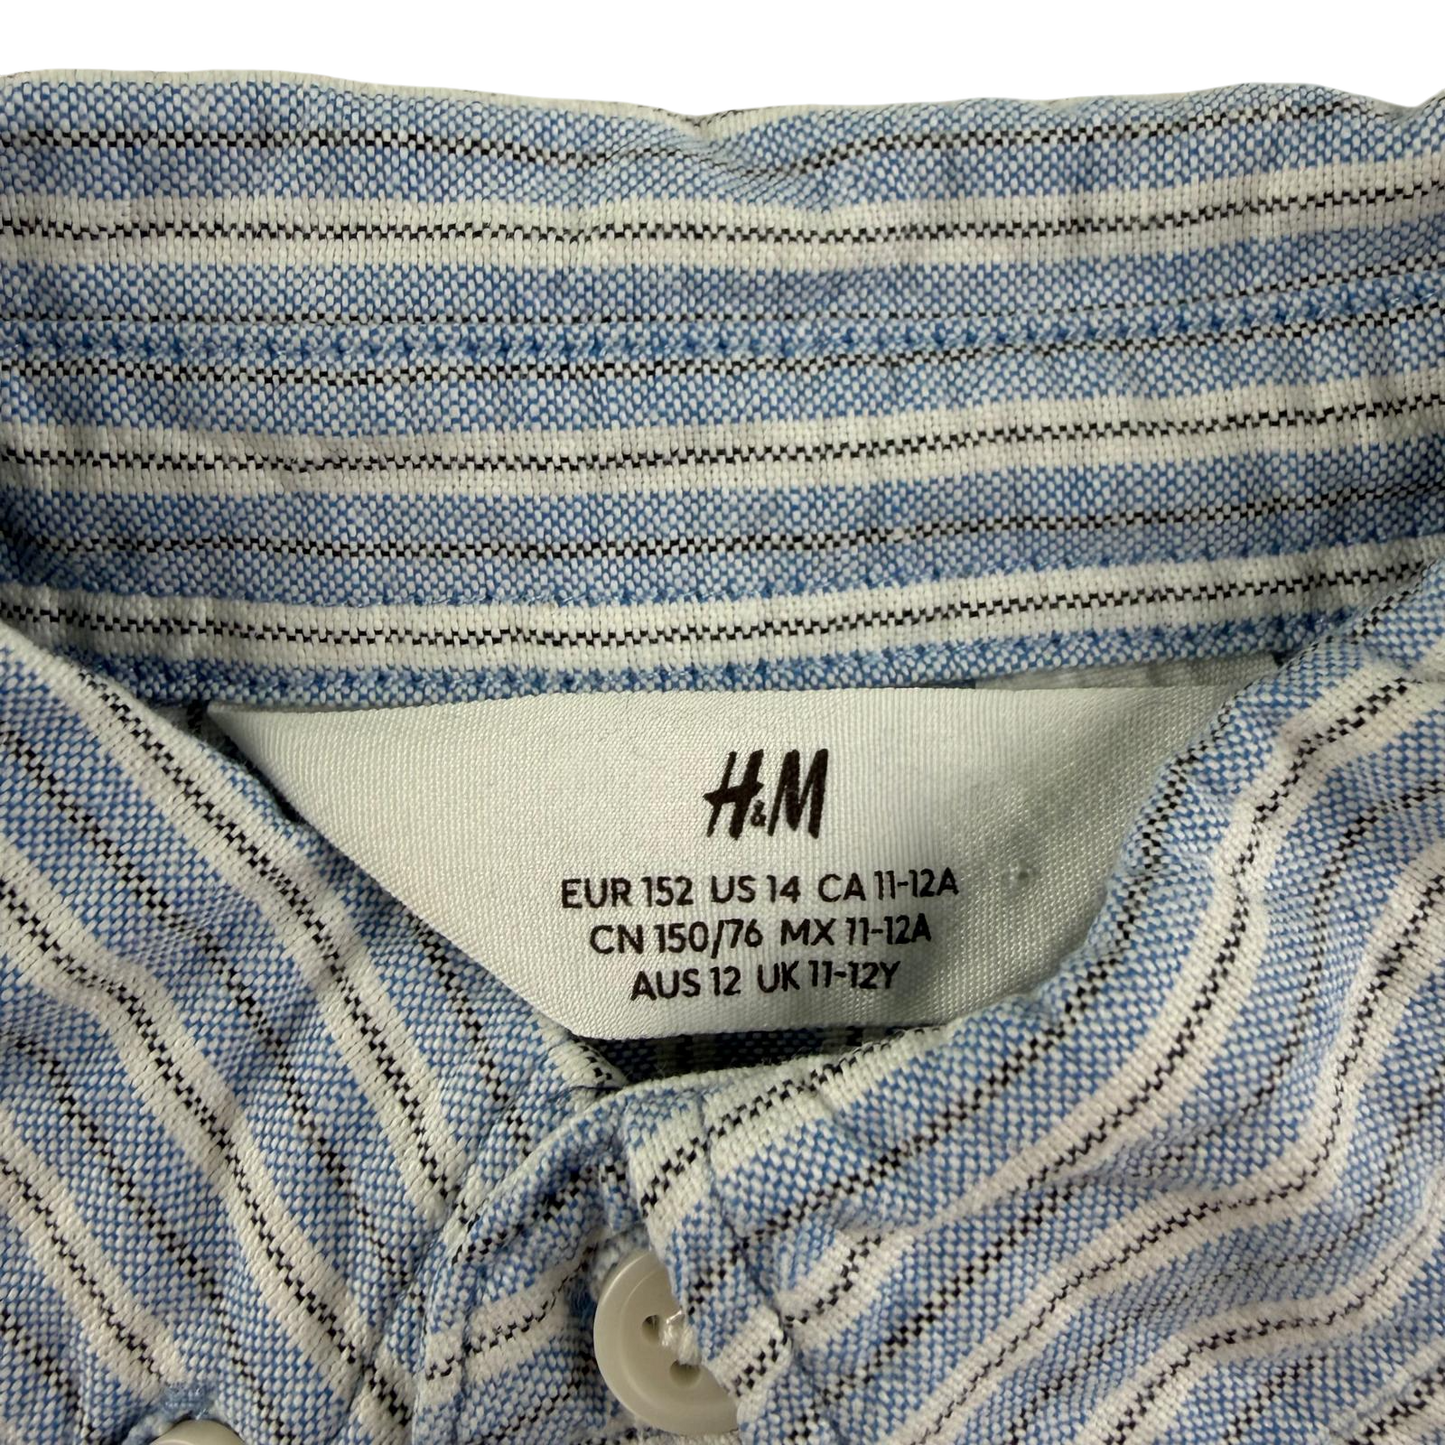 H&M
EUR 152 US 14 CA 11-12A
CN 150/76 MX 11-12A
AUS 12 UK 11-12Y